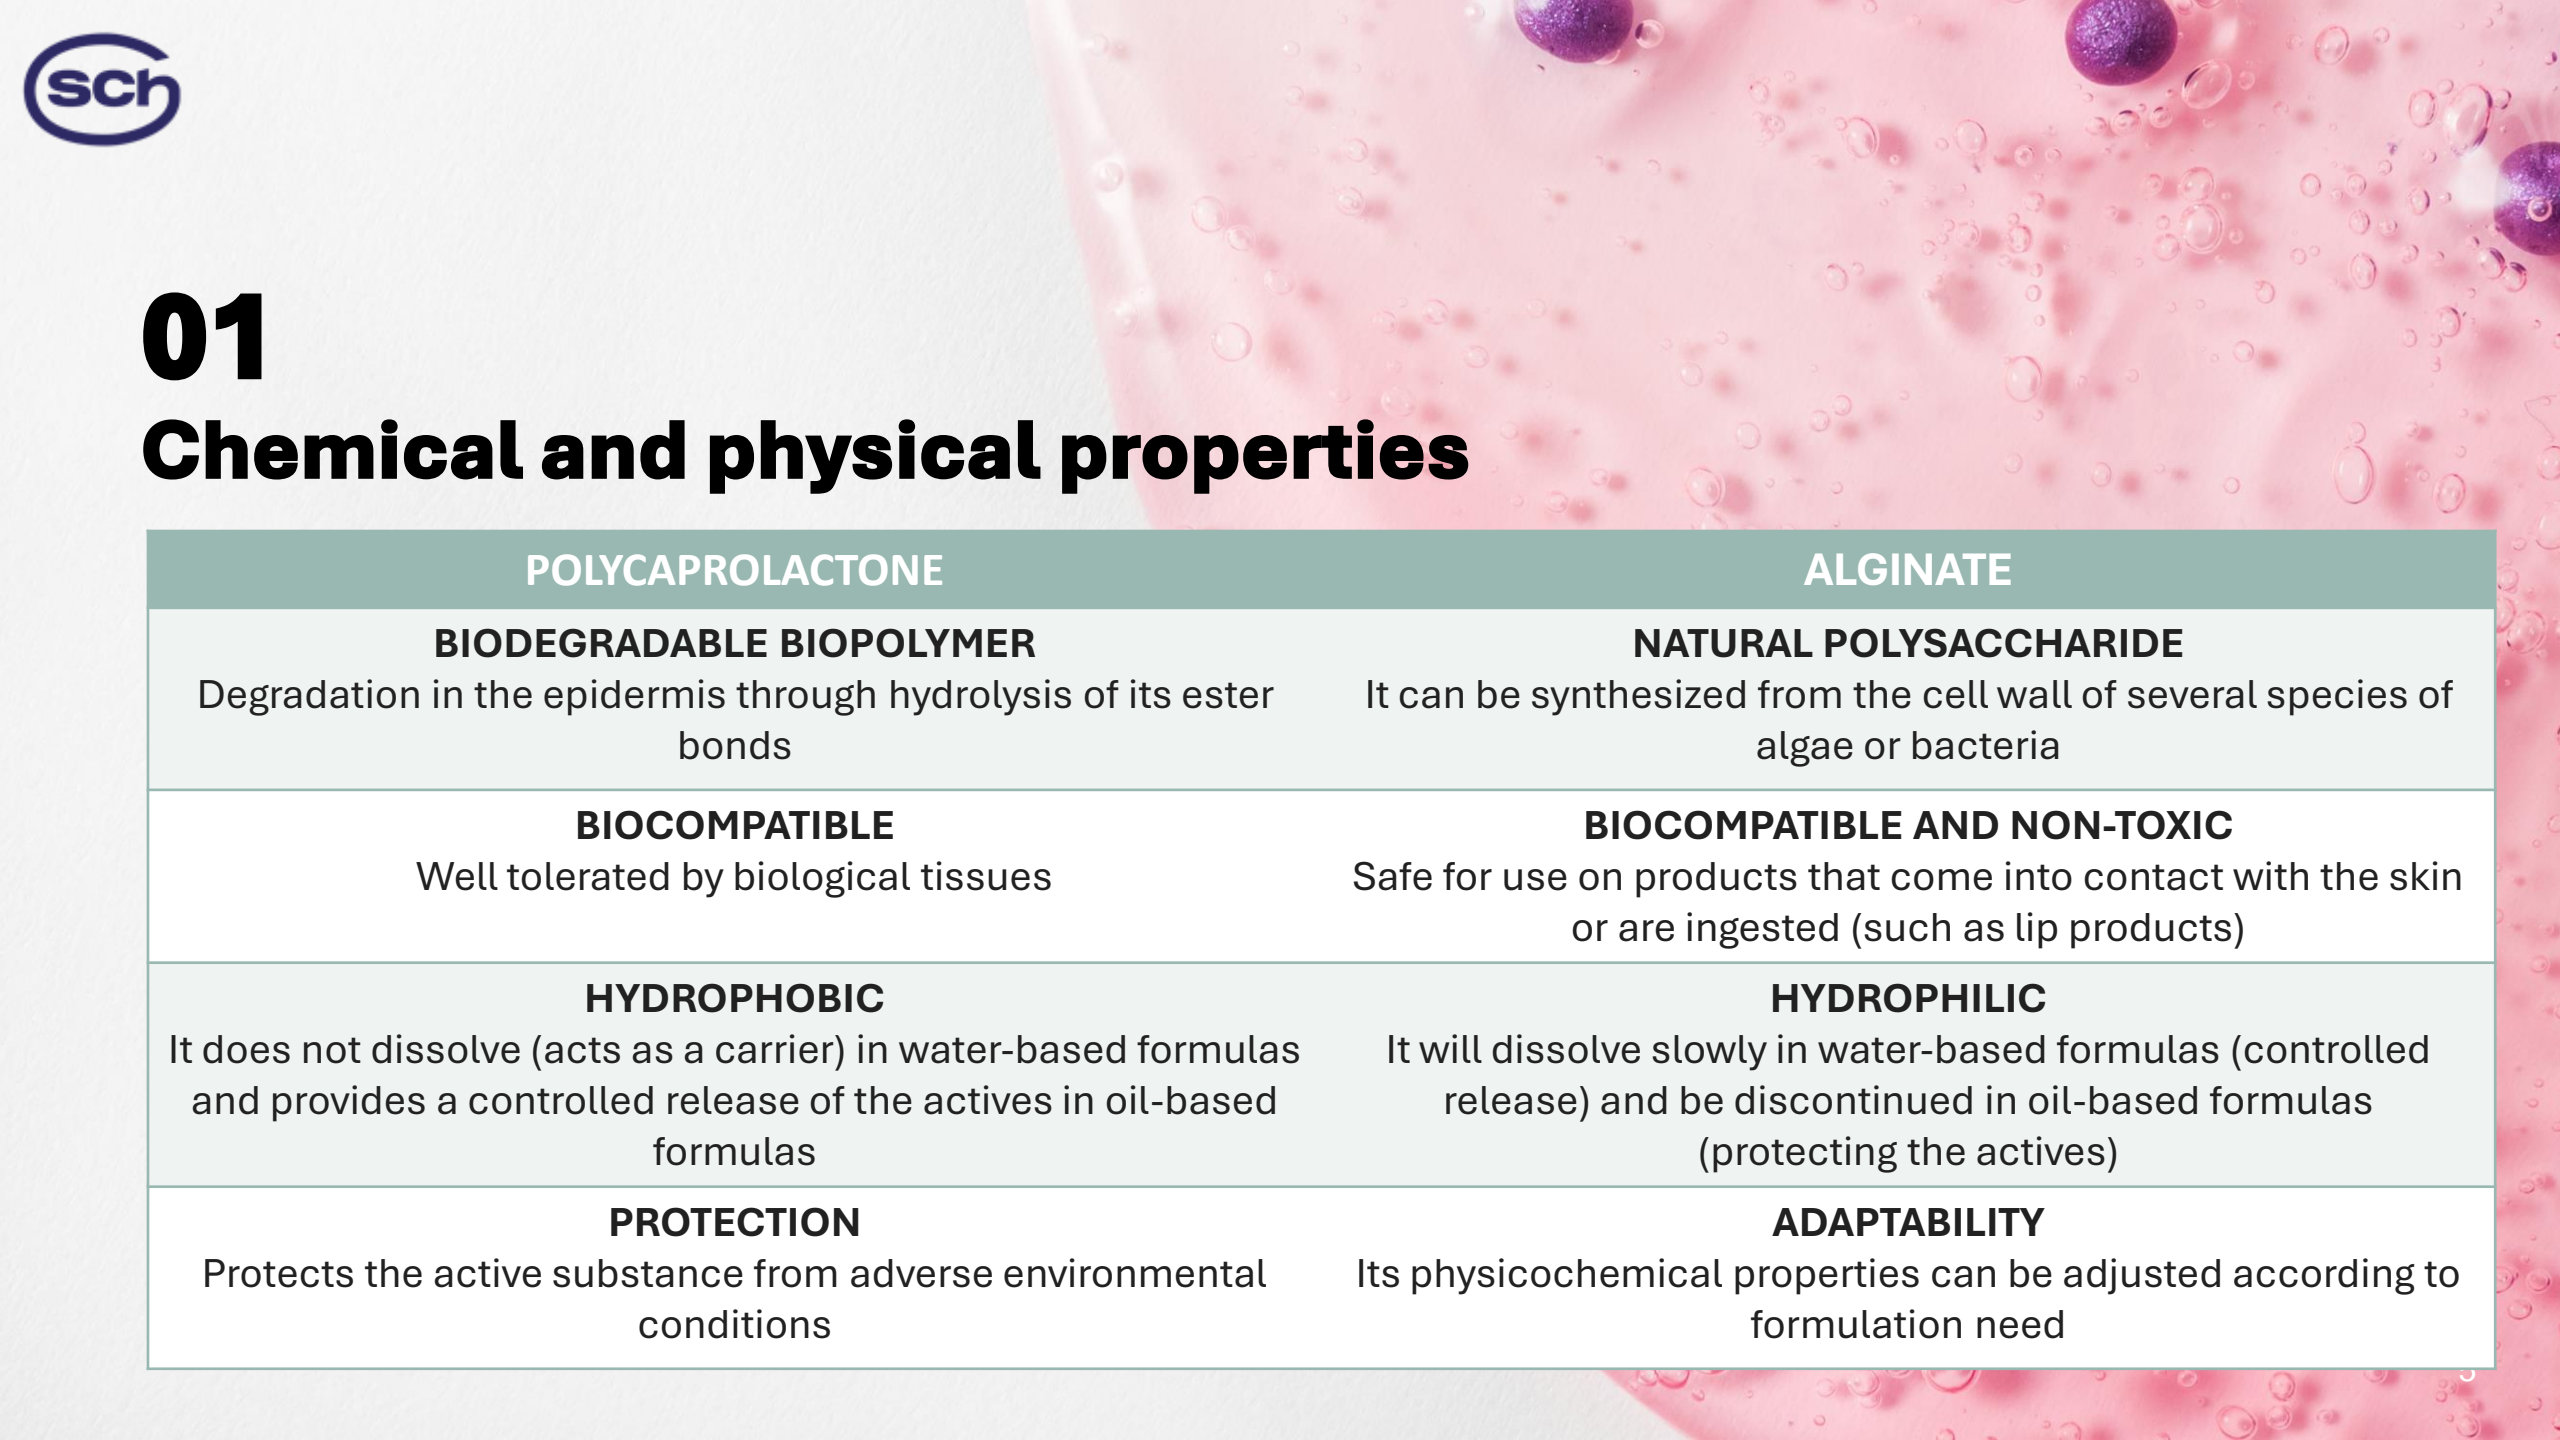 sch
01
Chemical and physical properties
POLYCAPROLACTONE
ALGINATE
BIODEGRADABLE BIOPOLYMER
Degradation in the epidermis through hydrolysis of its ester
bonds
NATURAL POLYSACCHARIDE
It can be synthesized from the cell wall of several species of
algae or bacteria
BIOCOMPATIBLE
Well tolerated by biological tissues
BIOCOMPATIBLE AND NON-TOXIC
Safe for use on products that come into contact with the skin
or are ingested (such as lip products)
HYDROPHOBIC
It does not dissolve (acts as a carrier) in water-based formulas
and provides a controlled release of the actives in oil-based
formulas
HYDROPHILIC
It will dissolve slowly in water-based formulas (controlled
release) and be discontinued in oil-based formulas
(protecting the actives)
PROTECTION
Protects the active substance from adverse environmental
conditions
ADAPTABILITY
Its physicochemical properties can be adjusted according to
formulation need